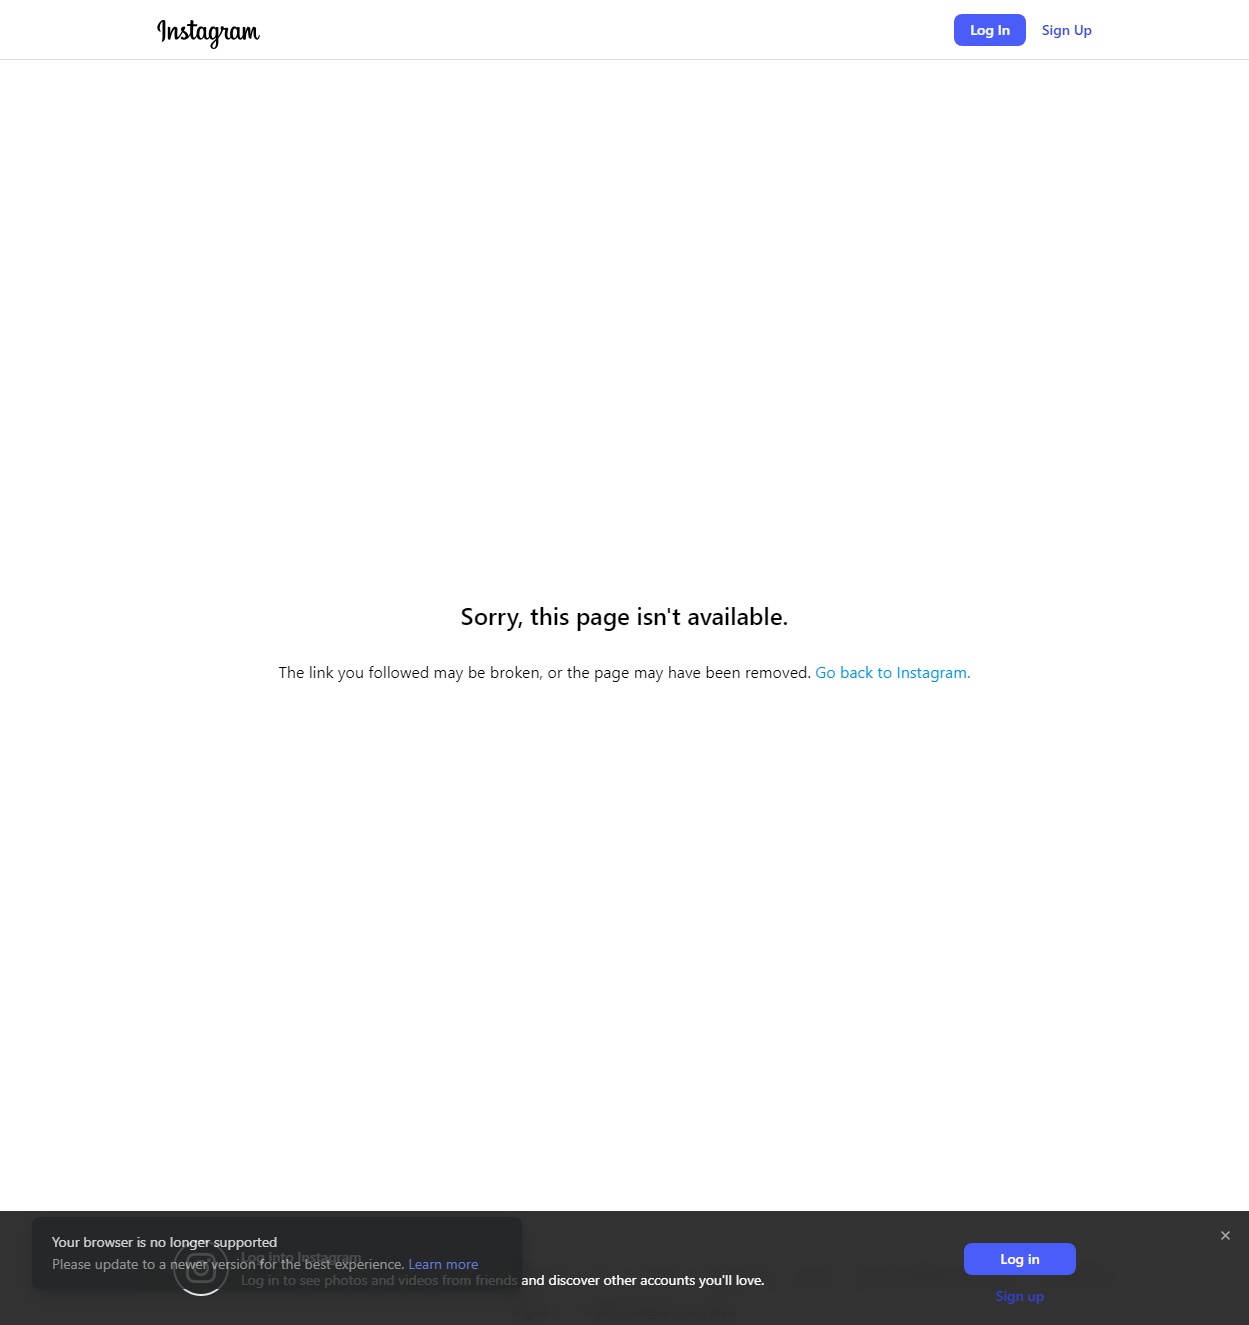 Instagram
Log In
Sign Up
Sorry, this page isn't available.
The link you followed may be broken, or the page may have been removed. Go back to Instagram.
Your browser is no longer supported
Please update to a newer version for the best experience. Learn more
Log into Instagram
Log in to see photos and videos from friends and discover other accounts you'll love.
Log in
Sign up